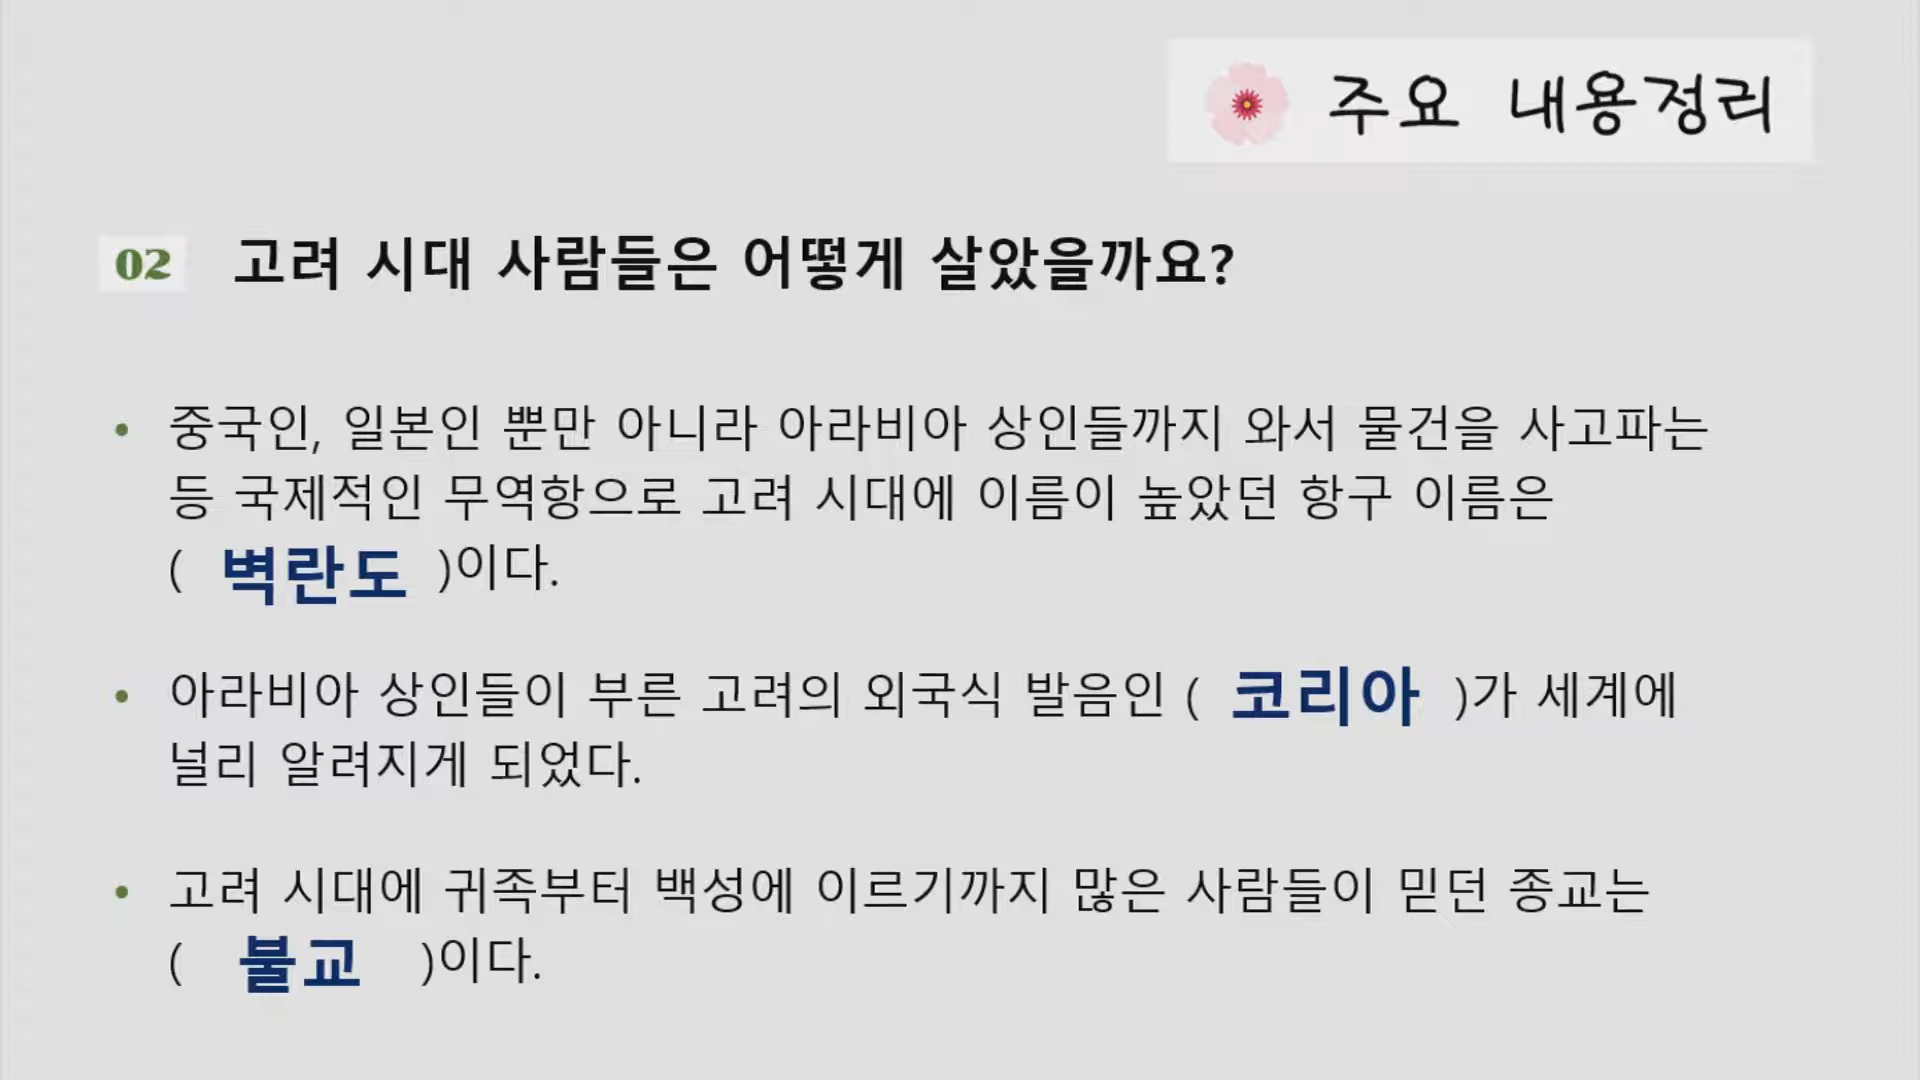 주요 내용정리
02 고려 시대 사람들은 어떻게 살았을까요?
• 중국인, 일본인 뿐만 아니라 아라비아 상인들까지 와서 물건을 사고파는
등 국제적인 무역항으로 고려 시대에 이름이 높았던 항구 이름은
( 벽란도 )이다.
• 아라비아 상인들이 부른 고려의 외국식 발음인 ( 코리아 )가 세계에
널리 알려지게 되었다.
• 고려 시대에 귀족부터 백성에 이르기까지 많은 사람들이 믿던 종교는
( 불교 )이다.